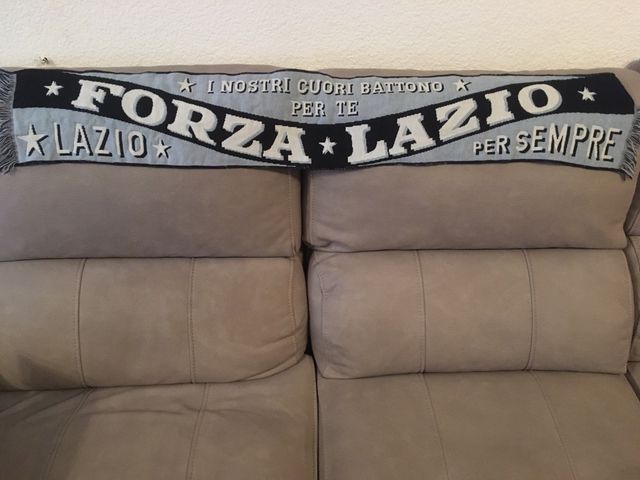 I NOSTRI CUORI BATTONO
PER TE
FORZA LAZIO
LAZIO
PER SEMPRE